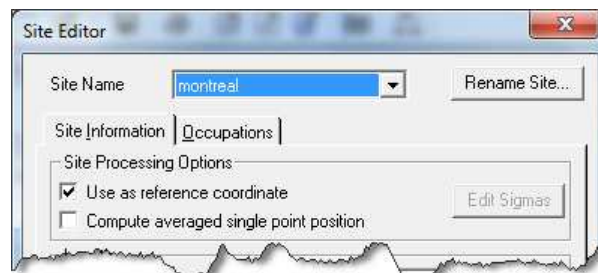 Site Editor
Site Name montreal Rename Site...
Site Information Occupations
Site Processing Options
Use as reference coordinate
Edit Sigmas
Compute averaged single point position